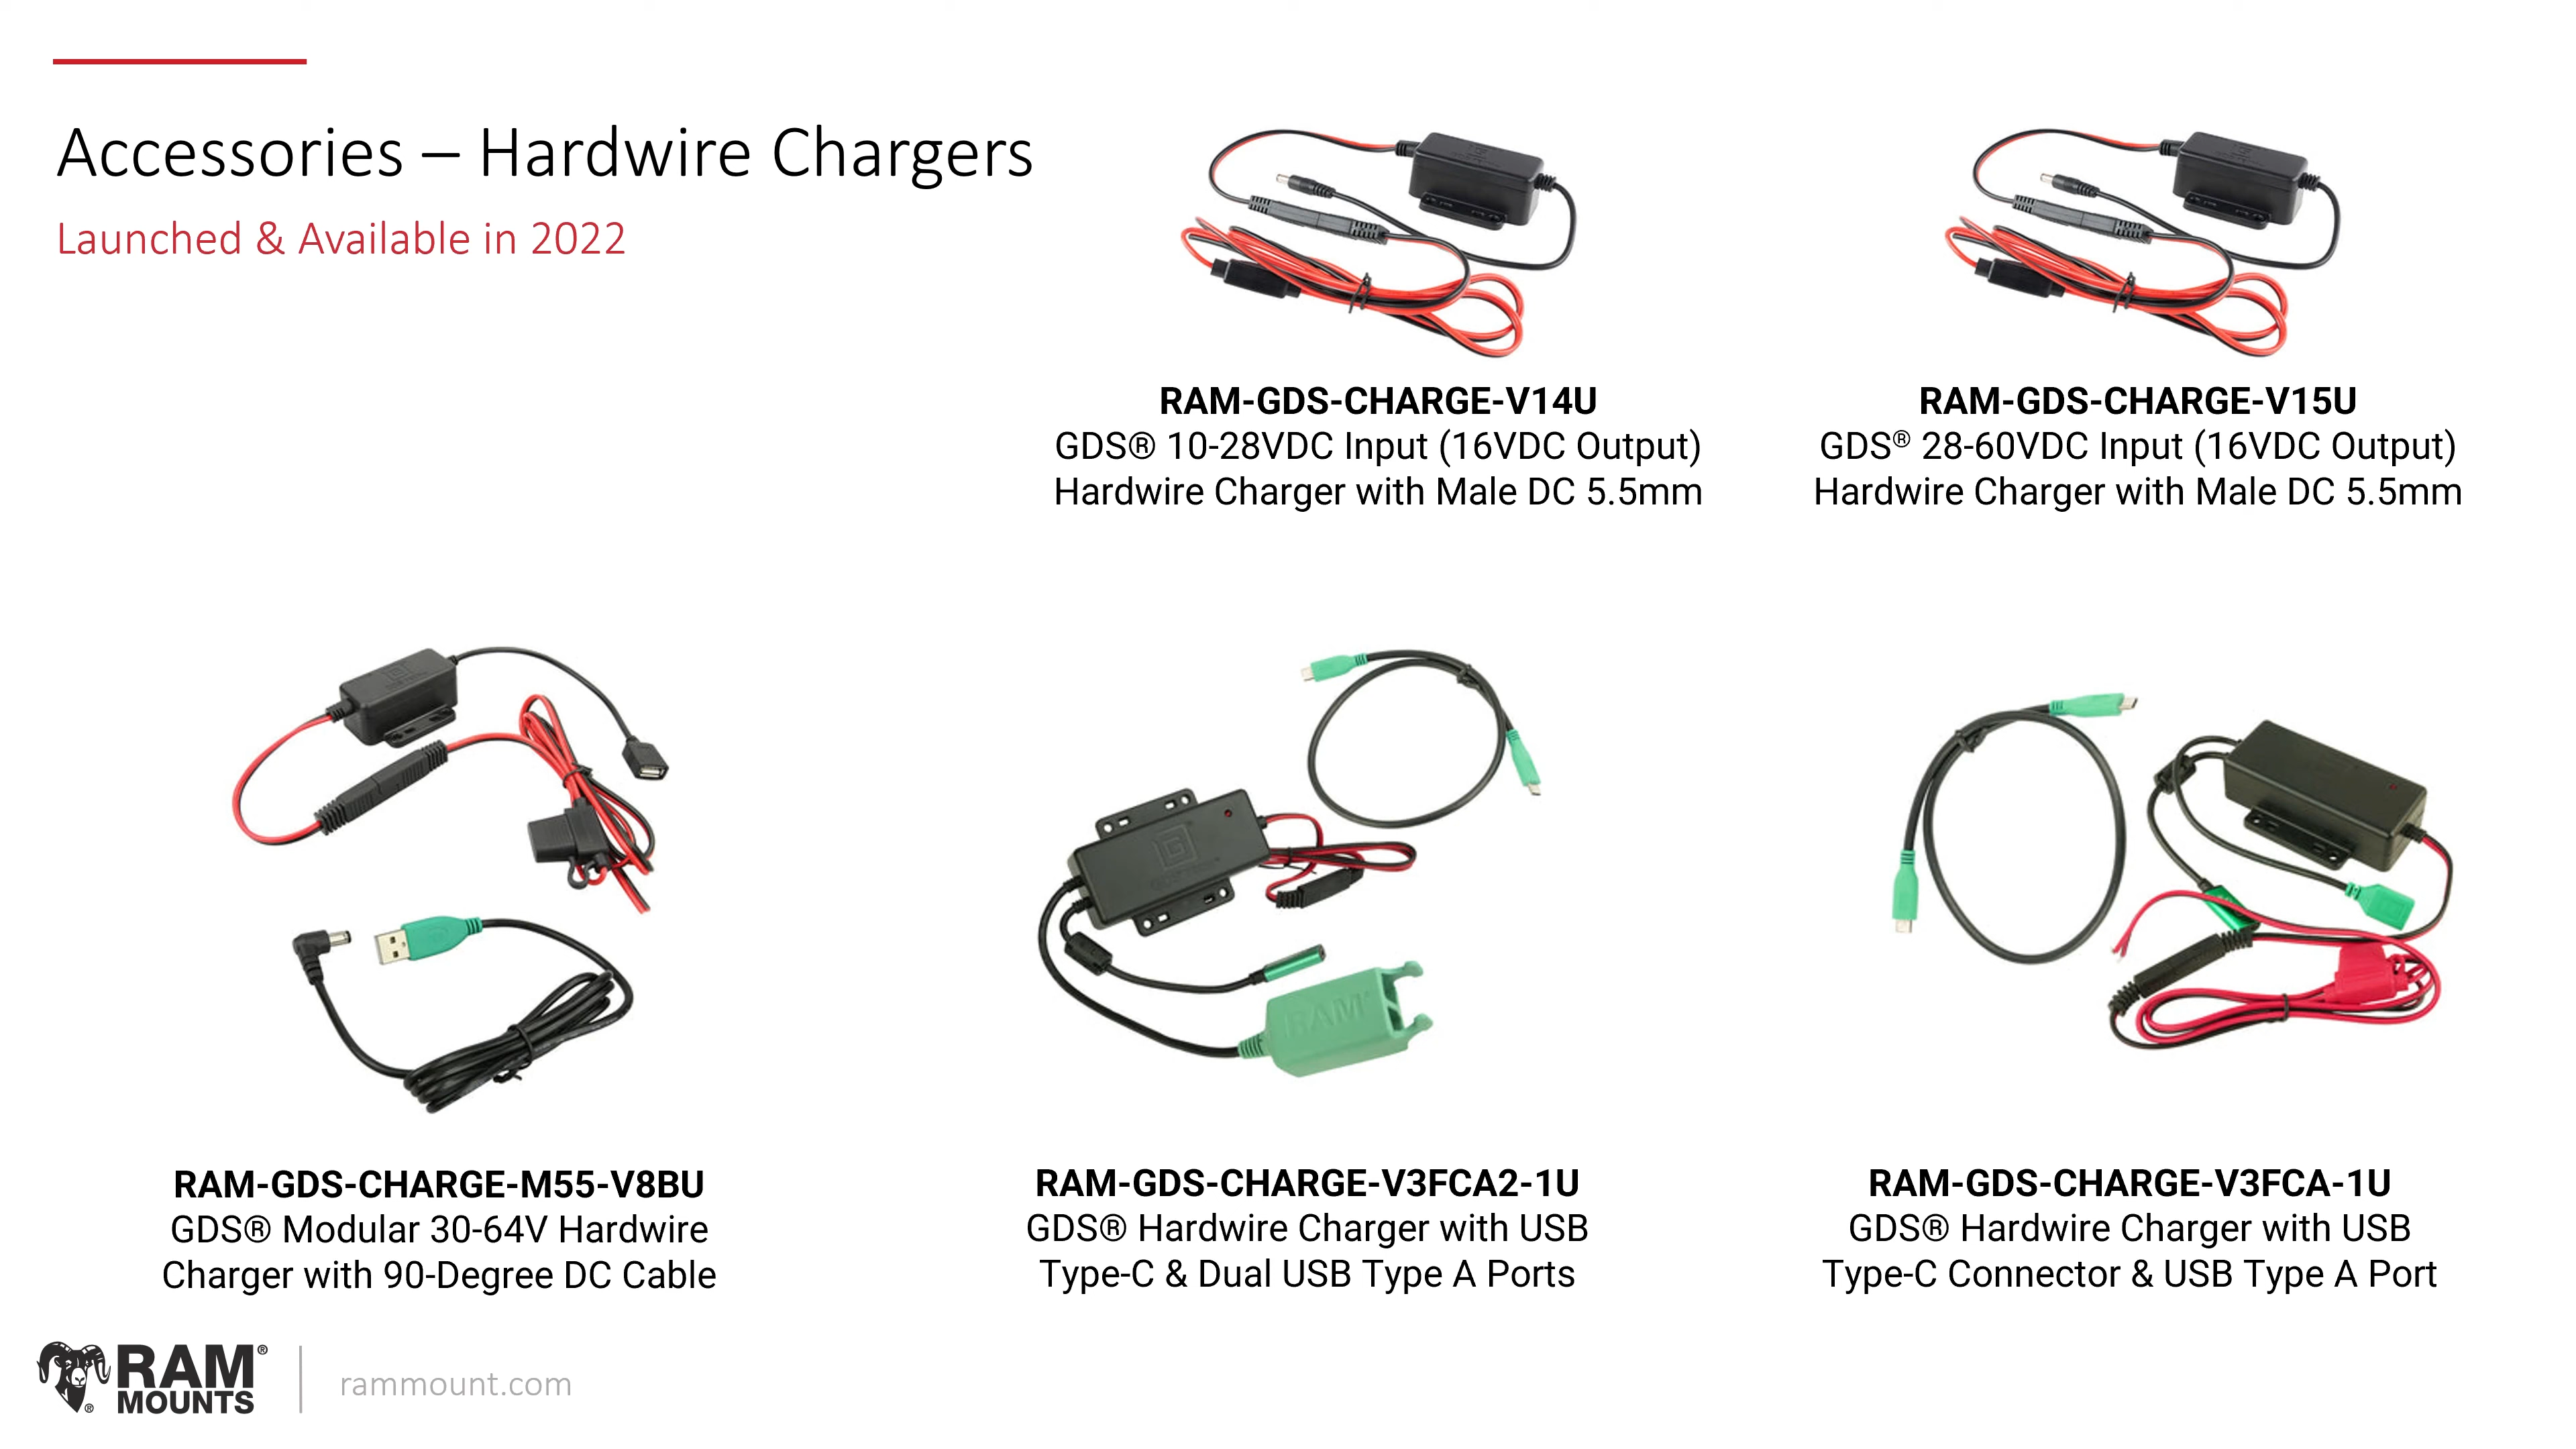 Accessories – Hardwire Chargers
Launched & Available in 2022
RAM-GDS-CHARGE-V14U
GDS® 10-28VDC Input (16VDC Output)
Hardwire Charger with Male DC 5.5mm
RAM-GDS-CHARGE-V15U
GDS® 28-60VDC Input (16VDC Output)
Hardwire Charger with Male DC 5.5mm
RAM
RAM-GDS-CHARGE-M55-V8BU
GDS® Modular 30-64V Hardwire
Charger with 90-Degree DC Cable
RAM-GDS-CHARGE-V3FCA2-1U
GDS® Hardwire Charger with USB
Type-C & Dual USB Type A Ports
RAM-GDS-CHARGE-V3FCA-1U
GDS® Hardwire Charger with USB
Type-C Connector & USB Type A Port
RAM®
MOUNTS
®
rammount.com